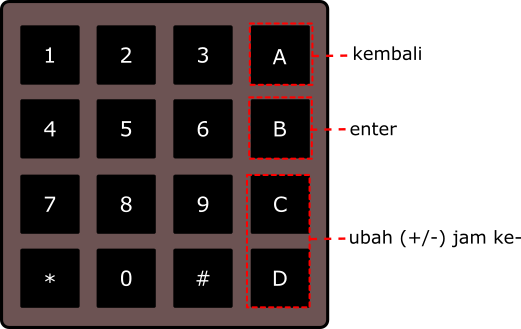 1 2 3 A kembali
4 5 6 B enter
7 8 9 C
ubah (+/-) jam ke-
* 0 # D